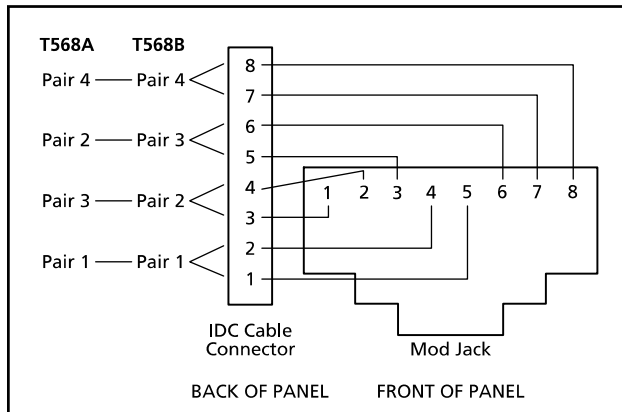 T568A T568B
Pair 4 Pair 4
Pair 2 Pair 3
Pair 3 Pair 2
Pair 1 Pair 1
8
7
6
5
4
3
2
1
1 2 3 4 5 6 7 8
IDC Cable
Connector
Mod Jack
BACK OF PANEL
FRONT OF PANEL